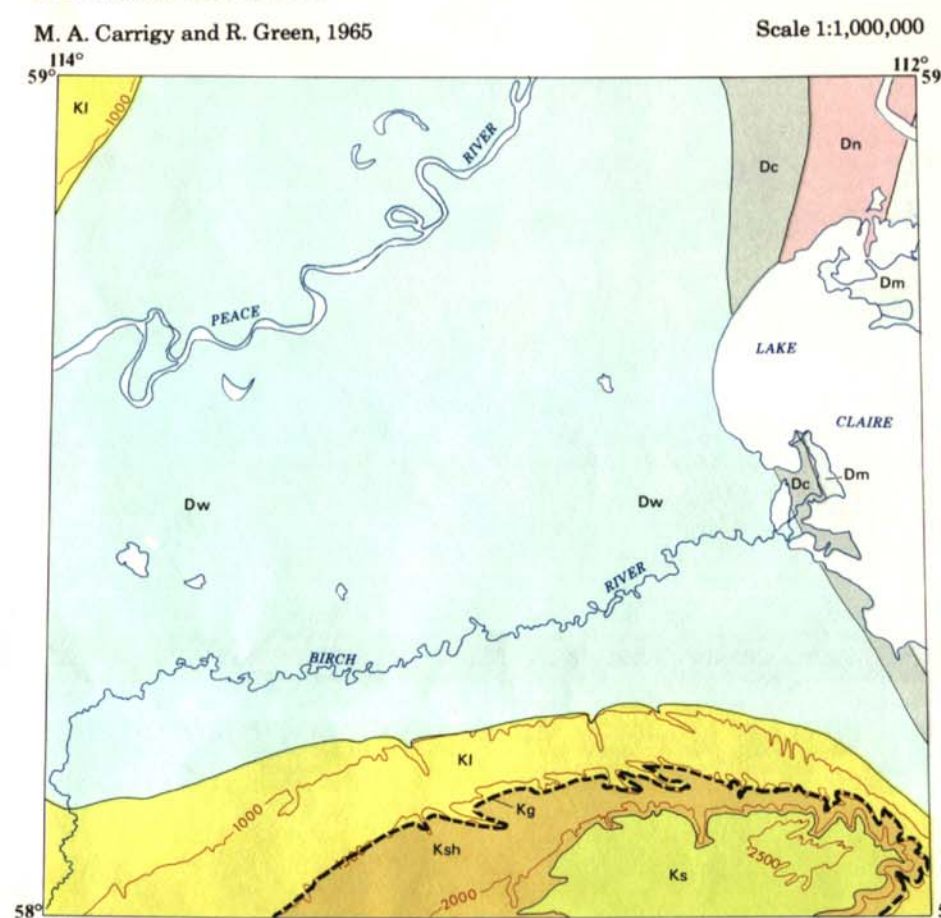 M. A. Carrigy and R. Green, 1965
Scale 1:1,000,000
114°
112°
59°
59
Kl
1000
RIVER
Dc
Dn
Dm
PEACE
LAKE
CLAIRE
Dw
Dw
Dc
Dm
RIVER
BIRCH
Kl
1000
Kg
Ksh
2500
Ks
2000
58°